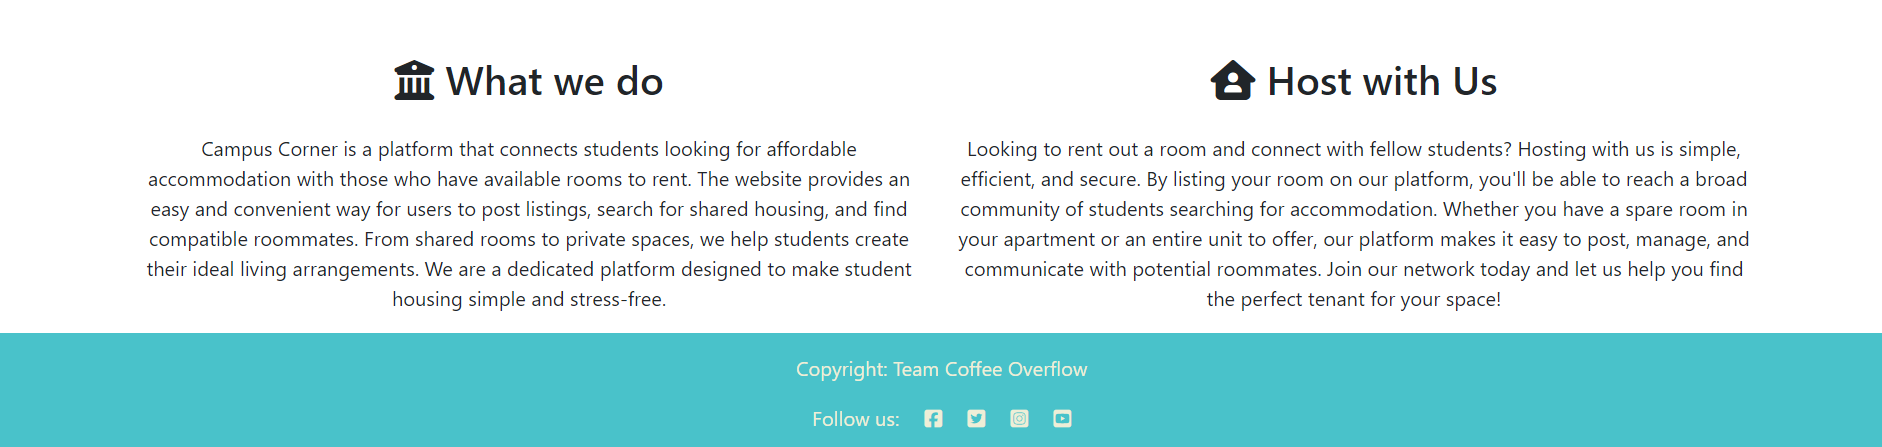 What we do
Campus Corner is a platform that connects students looking for affordable
accommodation with those who have available rooms to rent. The website provides an
easy and convenient way for users to post listings, search for shared housing, and find
compatible roommates. From shared rooms to private spaces, we help students create
their ideal living arrangements. We are a dedicated platform designed to make student
housing simple and stress-free.
Host with Us
Looking to rent out a room and connect with fellow students? Hosting with us is simple,
efficient, and secure. By listing your room on our platform, you'll be able to reach a broad
community of students searching for accommodation. Whether you have a spare room in
your apartment or an entire unit to offer, our platform makes it easy to post, manage, and
communicate with potential roommates. Join our network today and let us help you find
the perfect tenant for your space!
Copyright: Team Coffee Overflow
Follow us: